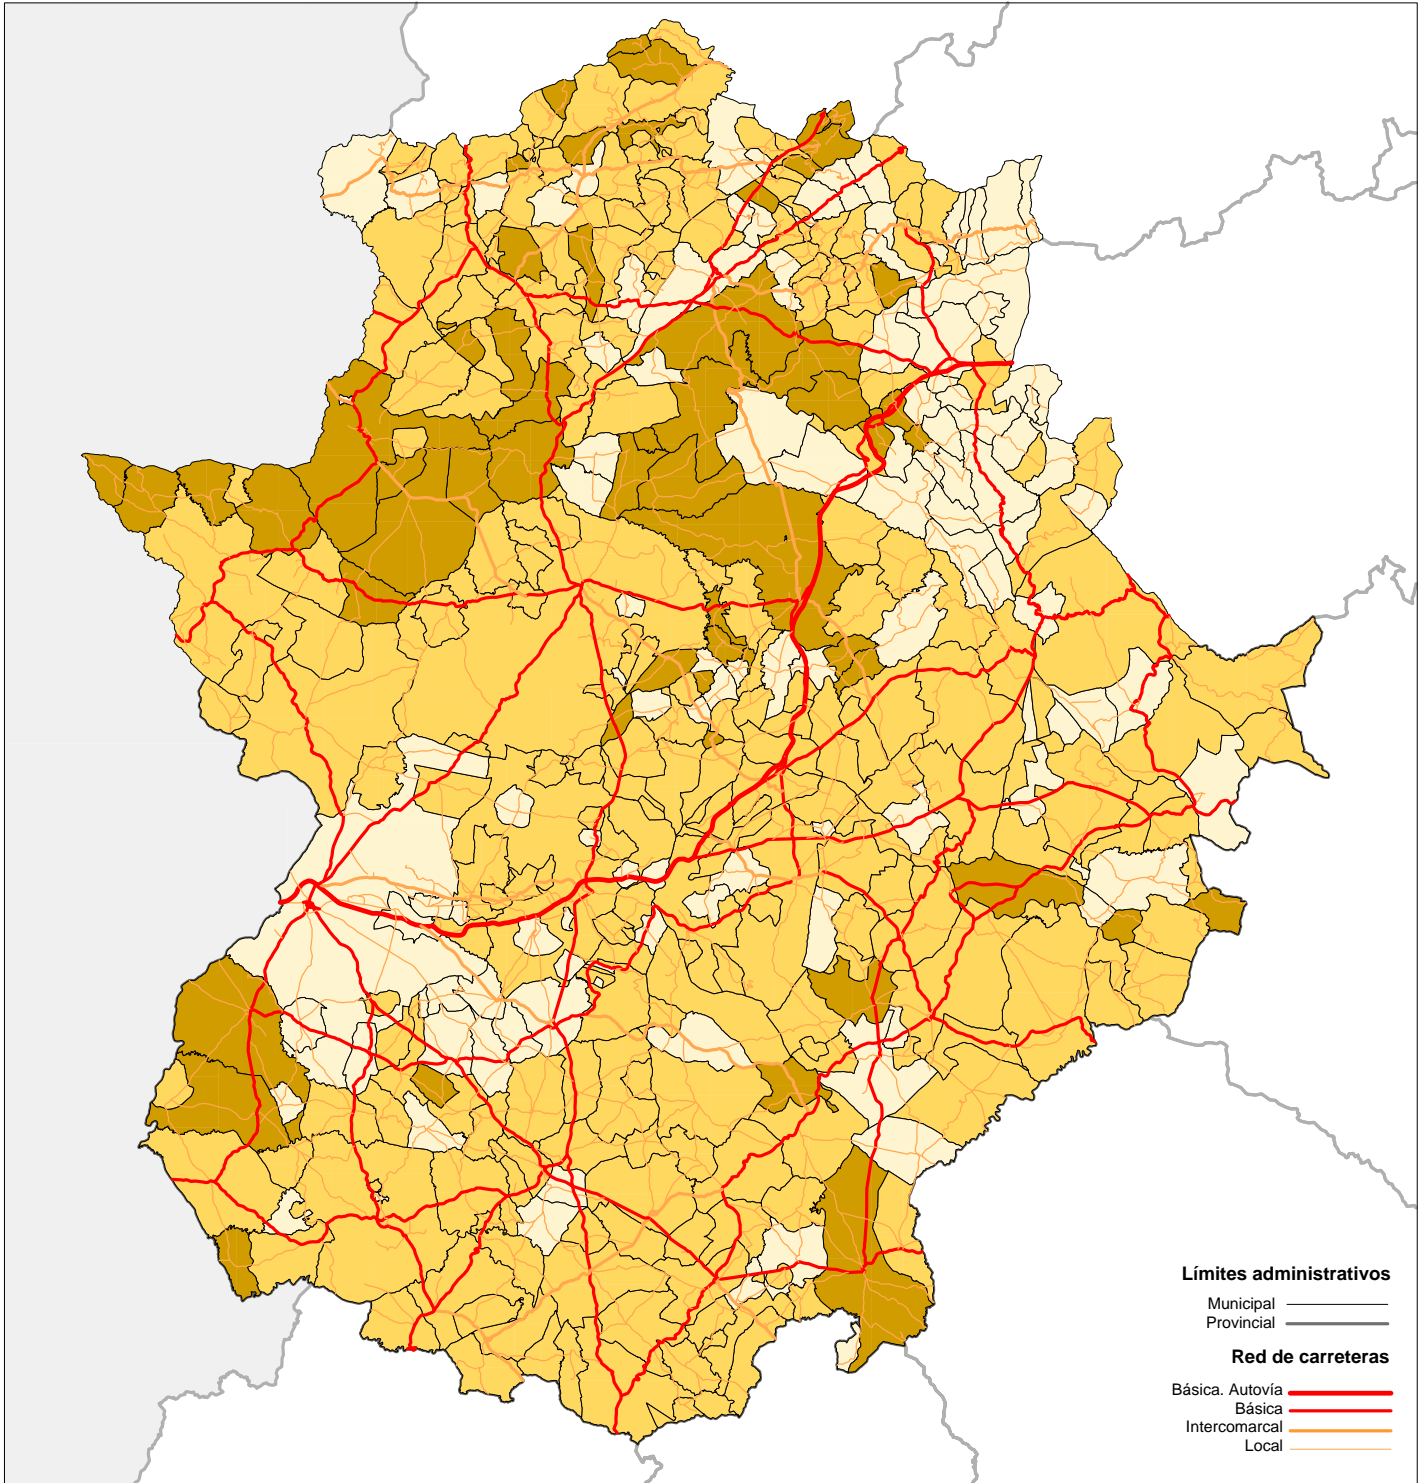 Límites administrativos
Municipal
Provincial
Red de carreteras
Básica. Autovía
Básica
Intercomarcal
Local